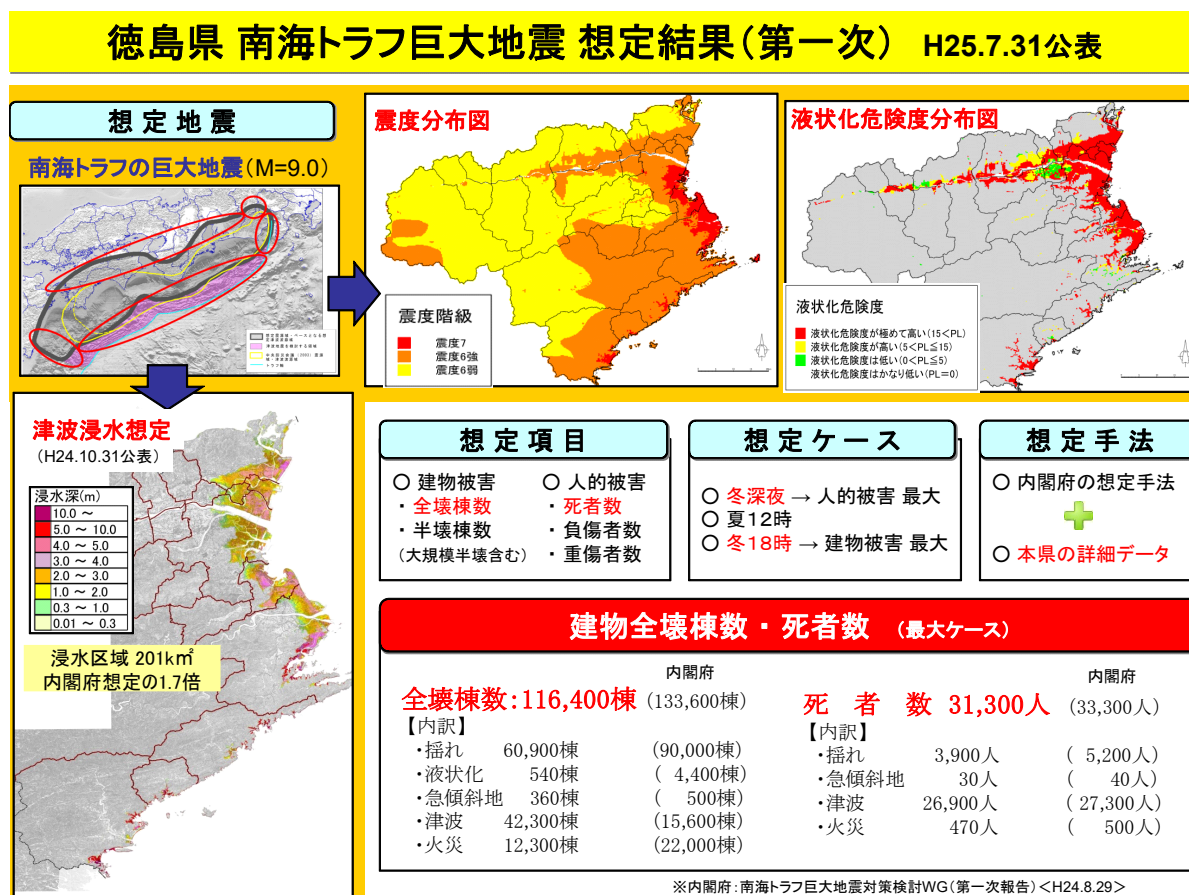 徳島県 南海トラフ巨大地震 想定結果(第一次) H25.7.31公表
想定地震
南海トラフの巨大地震(M=9.0)
震度分布図
震度階級
震度7
震度6強
震度6弱
液状化危険度分布図
液状化危険度
液状化危険度が極めて高い(15<PL)
液状化危険度が高い(5<PL≦15)
液状化危険度は低い(0<PL≦5)
液状化危険度はかなり低い(PL=0)
津波浸水想定
(H24.10.31公表)
浸水深(m)
10.0 ～
5.0 ～ 10.0
4.0 ～ 5.0
3.0 ～ 4.0
2.0 ～ 3.0
1.0 ～ 2.0
0.3 ～ 1.0
0.01 ～ 0.3
浸水区域 201k㎡
内閣府想定の1.7倍
想定項目
○ 建物被害
・全壊棟数
・半壊棟数
(大規模半壊含む)
○ 人的被害
・死者数
・負傷者数
・重傷者数
想定ケース
○ 冬深夜 → 人的被害 最大
○ 夏12時
○ 冬18時 → 建物被害 最大
想定手法
○ 内閣府の想定手法
○ 本県の詳細データ
建物全壊棟数・死者数 (最大ケース)
内閣府
全壊棟数:116,400棟 (133,600棟)
【内訳】
・揺れ 60,900棟 (90,000棟)
・液状化 540棟 ( 4,400棟)
・急傾斜地 360棟 ( 500棟)
・津波 42,300棟 (15,600棟)
・火災 12,300棟 (22,000棟)
内閣府
死 者 数 31,300人 (33,300人)
【内訳】
・揺れ 3,900人 ( 5,200人)
・急傾斜地 30人 ( 40人)
・津波 26,900人 ( 27,300人)
・火災 470人 ( 500人)
※内閣府:南海トラフ巨大地震対策検討WG(第一次報告)<H24.8.29>